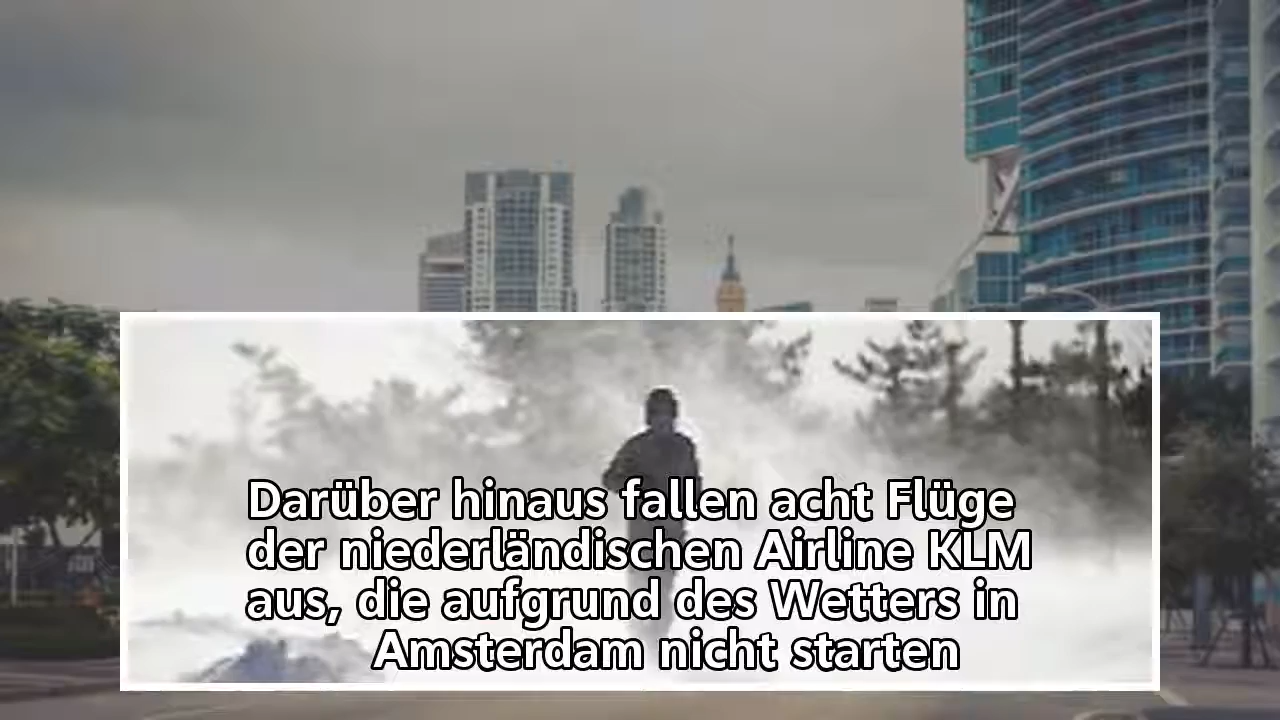 Darüber hinaus fallen acht Flüge
der niederländischen Airline KLM
aus, die aufgrund des Wetters in
Amsterdam nicht starten